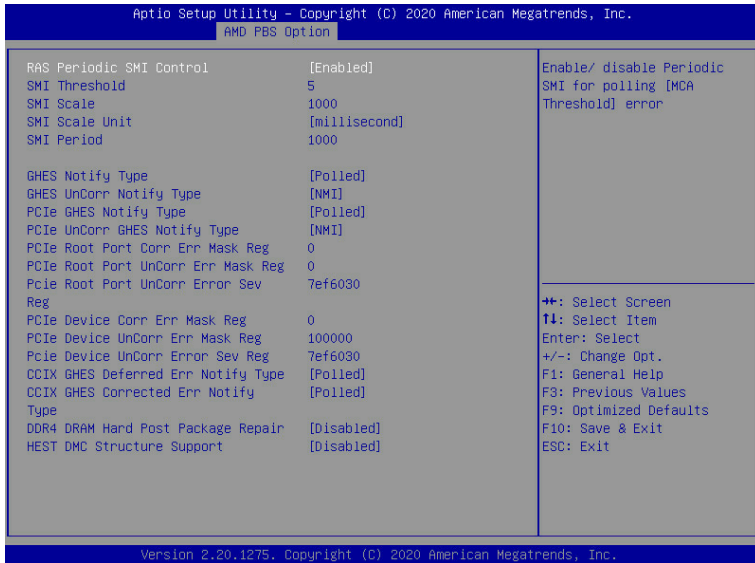 Aptio Setup Utility – Copyright (C) 2020 American Megatrends, Inc.
AMD PBS Option
RAS Periodic SMI Control [Enabled]
SMI Threshold 5
SMI Scale 1000
SMI Scale Unit [millisecond]
SMI Period 1000
GHES Notify Type [Polled]
GHES UnCorr Notify Type [NMI]
PCIe GHES Notify Type [Polled]
PCIe UnCorr GHES Notify Type [NMI]
PCIe Root Port Corr Err Mask Reg 0
PCIe Root Port UnCorr Err Mask Reg 0
Pcie Root Port UnCorr Error Sev 7ef6030
Reg
PCIe Device Corr Err Mask Reg 0
PCIe Device UnCorr Err Mask Reg 100000
Pcie Device UnCorr Error Sev Reg 7ef6030
CCIX GHES Deferred Err Notify Type [Polled]
CCIX GHES Corrected Err Notify [Polled]
Type
DDR4 DRAM Hard Post Package Repair [Disabled]
HEST DMC Structure Support [Disabled]
Enable/ disable Periodic
SMI for polling [MCA
Threshold] error
→←: Select Screen
↑↓: Select Item
Enter: Select
+/-: Change Opt.
F1: General Help
F3: Previous Values
F9: Optimized Defaults
F10: Save & Exit
ESC: Exit
Version 2.20.1275. Copyright (C) 2020 American Megatrends, Inc.